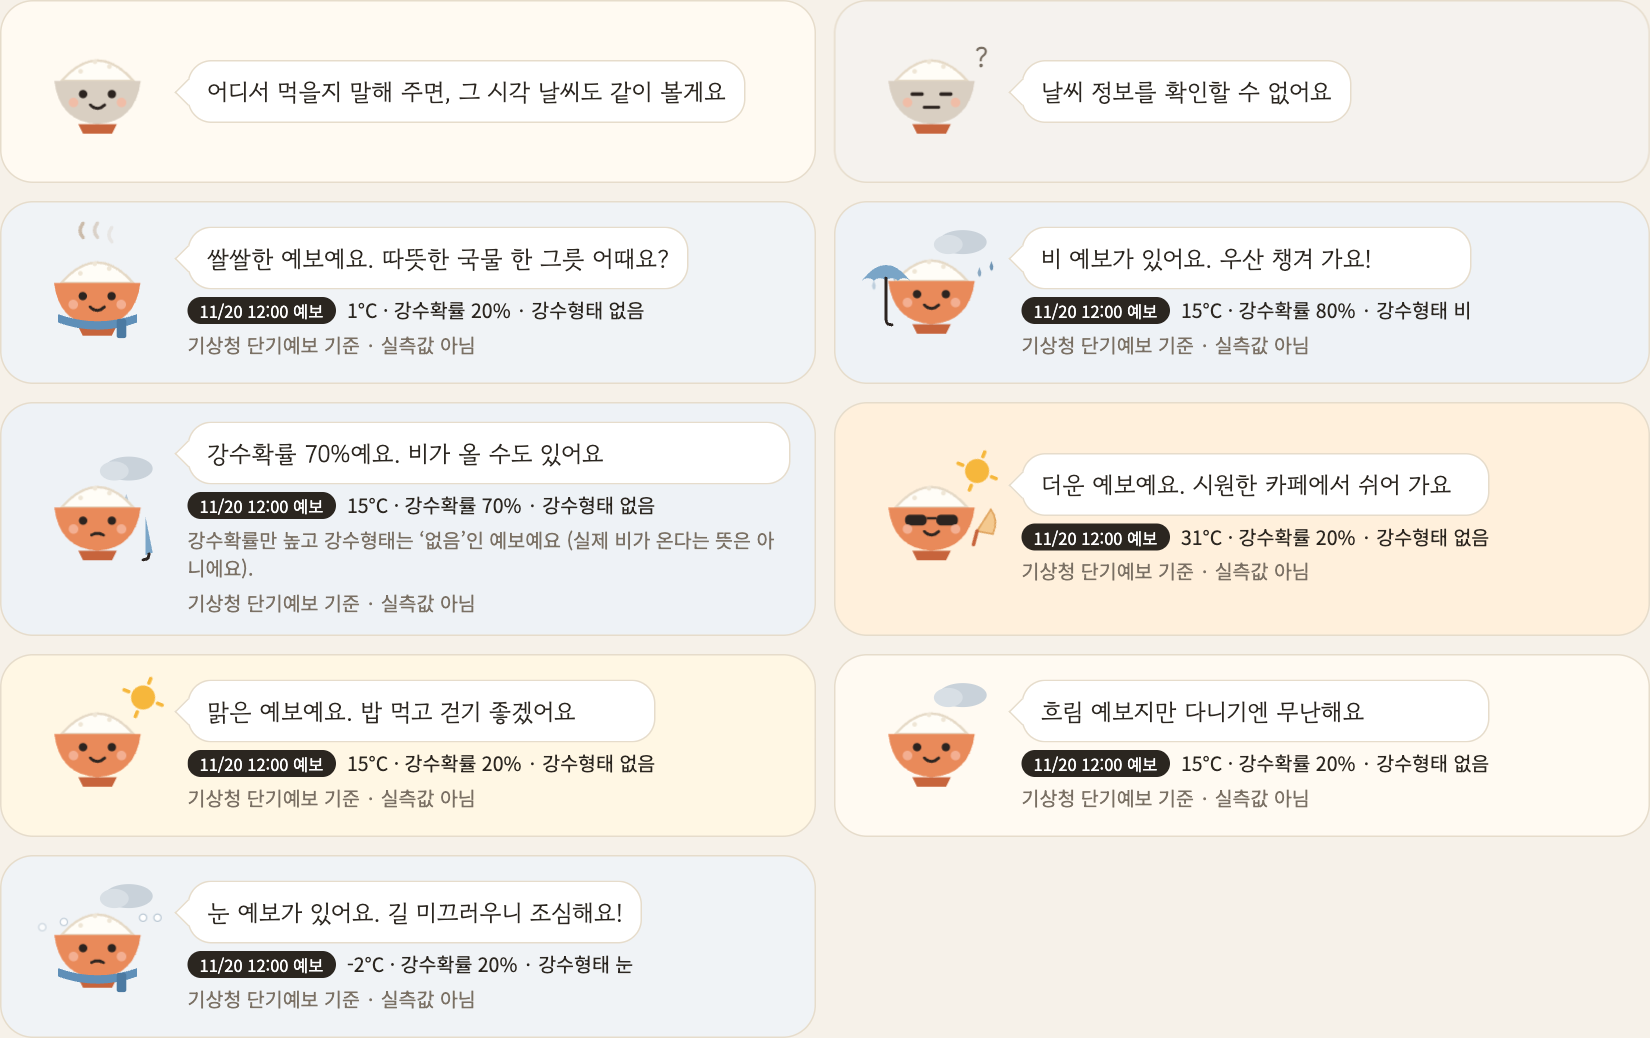 어디서 먹을지 말해 주면, 그 시각 날씨도 같이 볼게요
?
날씨 정보를 확인할 수 없어요
쌀쌀한 예보예요. 따뜻한 국물 한 그릇 어때요?
11/20 12:00 예보 1°C · 강수확률 20% · 강수형태 없음
기상청 단기예보 기준 · 실측값 아님
비 예보가 있어요. 우산 챙겨 가요!
11/20 12:00 예보 15°C · 강수확률 80% · 강수형태 비
기상청 단기예보 기준 · 실측값 아님
강수확률 70%예요. 비가 올 수도 있어요
11/20 12:00 예보 15°C · 강수확률 70% · 강수형태 없음
강수확률만 높고 강수형태는 ‘없음’인 예보예요 (실제 비가 온다는 뜻은 아
니에요).
기상청 단기예보 기준 · 실측값 아님
더운 예보예요. 시원한 카페에서 쉬어 가요
11/20 12:00 예보 31°C · 강수확률 20% · 강수형태 없음
기상청 단기예보 기준 · 실측값 아님
맑은 예보예요. 밥 먹고 걷기 좋겠어요
11/20 12:00 예보 15°C · 강수확률 20% · 강수형태 없음
기상청 단기예보 기준 · 실측값 아님
흐림 예보지만 다니기엔 무난해요
11/20 12:00 예보 15°C · 강수확률 20% · 강수형태 없음
기상청 단기예보 기준 · 실측값 아님
눈 예보가 있어요. 길 미끄러우니 조심해요!
11/20 12:00 예보 -2°C · 강수확률 20% · 강수형태 눈
기상청 단기예보 기준 · 실측값 아님